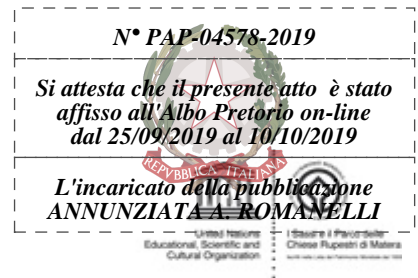 N° PAP-04578-2019
Si attesta che il presente atto è stato
affisso all'Albo Pretorio on-line
dal 25/09/2019 al 10/10/2019
REPVBBLICA ITALIANA
L'incaricato della pubblicazione
ANNUNZIATA A. ROMANELLI
United Nations
Educational, Scientific and
Cultural Organization
I Sassi e il Parco delle
Chiese Rupestri di Matera